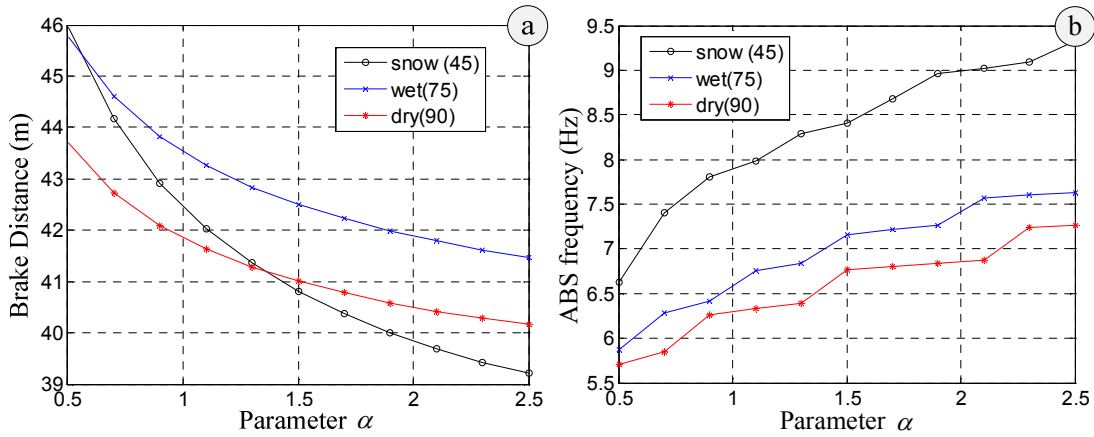 a
46
45
44
43
42
41
40
39
0.5 1 1.5 2 2.5
Brake Distance (m)
Parameter α
snow (45)
wet(75)
dry(90)
b
9.5
9
8.5
8
7.5
7
6.5
6
5.5
0.5 1 1.5 2 2.5
ABS frequency (Hz)
Parameter α
snow (45)
wet(75)
dry(90)